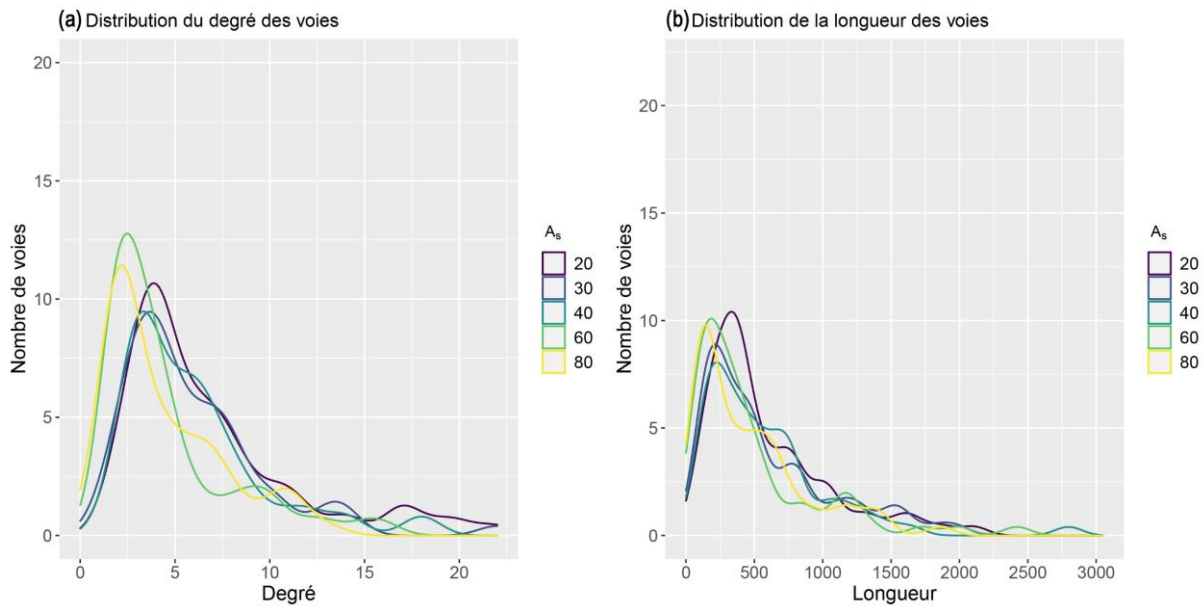 (a) Distribution du degré des voies
20
15
10
5
0
Nombre de voies
0 5 10 15 20
Degré
As
20
30
40
60
80
(b) Distribution de la longueur des voies
20
15
10
5
0
Nombre de voies
0 500 1000 1500 2000 2500 3000
Longueur
As
20
30
40
60
80